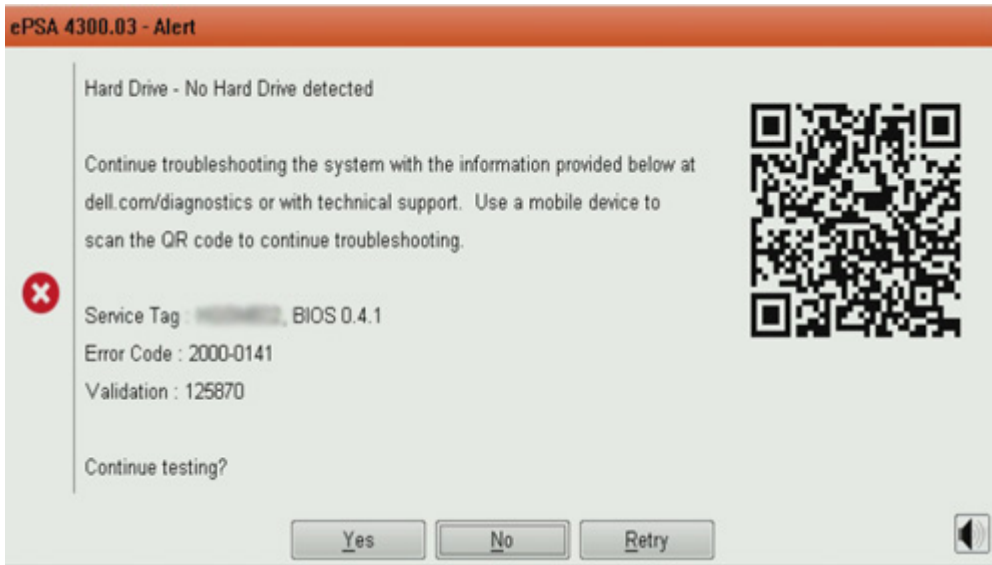 ePSA 4300.03 - Alert
Hard Drive - No Hard Drive detected
Continue troubleshooting the system with the information provided below at
dell.com/diagnostics or with technical support. Use a mobile device to
scan the QR code to continue troubleshooting.
Service Tag : , BIOS 0.4.1
Error Code : 2000-0141
Validation : 125870
Continue testing?
Yes
No
Retry